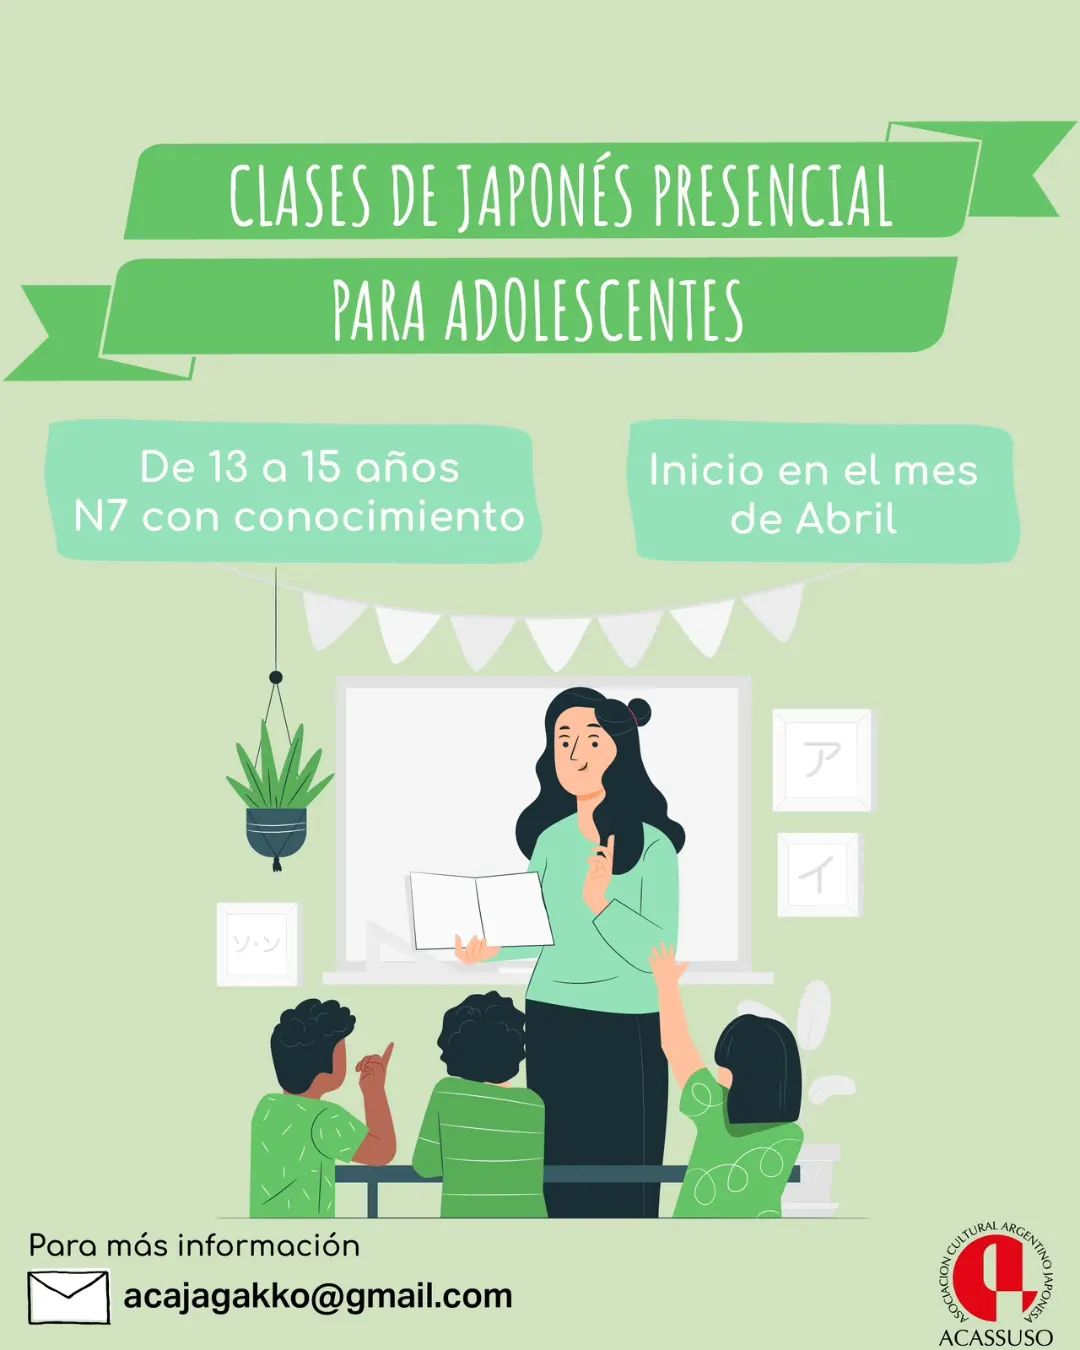 CLASES DE JAPONÉS PRESENCIAL
PARA ADOLESCENTES
De 13 a 15 años
N7 con conocimiento
Inicio en el mes
de Abril
ア
イ
ソ・ン
Para más información
acajagakko@gmail.com
ASOCIACION CULTURAL ARGENTINO JAPONESA
ACASSUSO